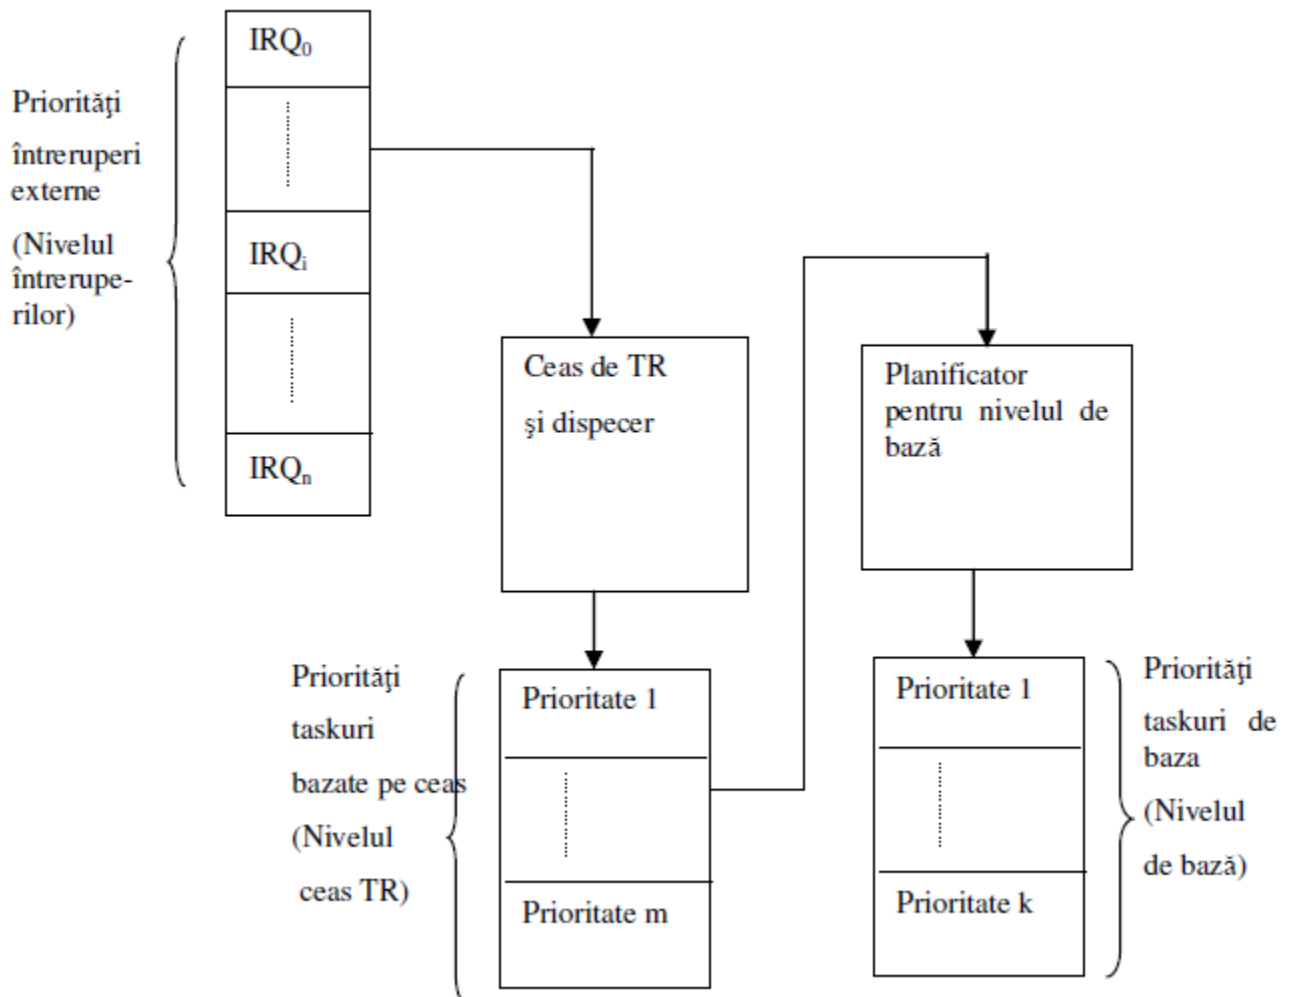 IRQ₀
Priorităţi
întreruperi
externe
(Nivelul
întrerupe-
rilor)
IRQᵢ
IRQₙ
Ceas de TR
şi dispecer
Planificator
pentru nivelul de
bază
Priorităţi
taskuri
bazate pe ceas
(Nivelul
ceas TR)
Prioritate 1
Prioritate m
Prioritate 1
Prioritate k
Priorităţi
taskuri de
baza
(Nivelul
de bază)